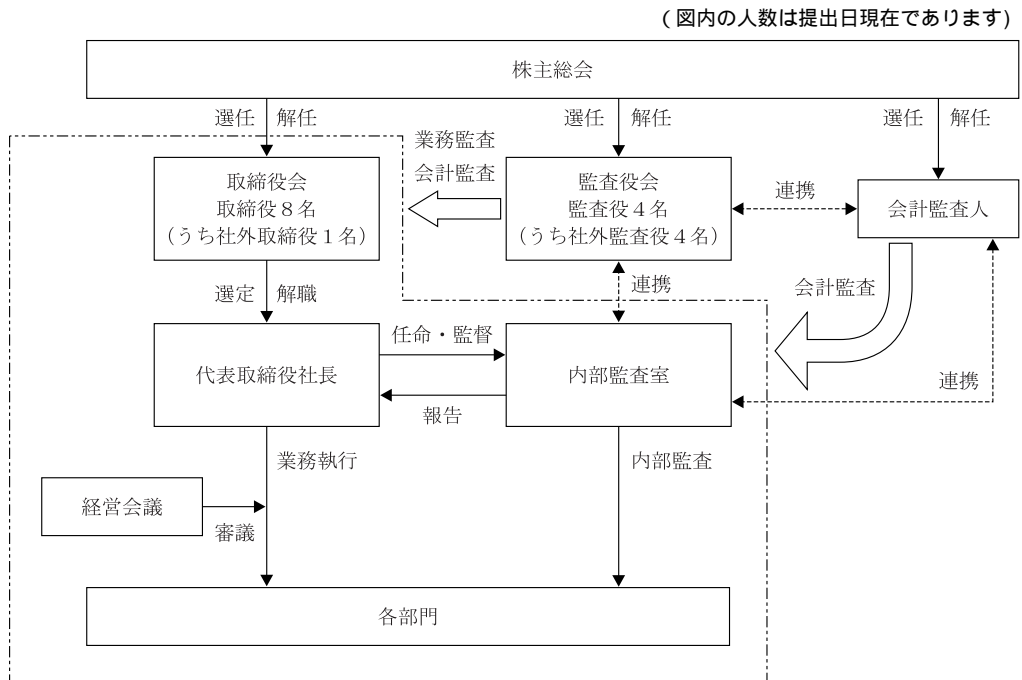 (図内の人数は提出日現在であります)
株主総会
選任 解任
選任 解任
選任 解任
業務監査
会計監査
取締役会
取締役8名
(うち社外取締役1名)
監査役会
監査役4名
(うち社外監査役4名)
連携
会計監査人
選定 解職
連携
会計監査
代表取締役社長
任命・監督
報告
内部監査室
連携
業務執行
内部監査
経営会議
審議
各部門